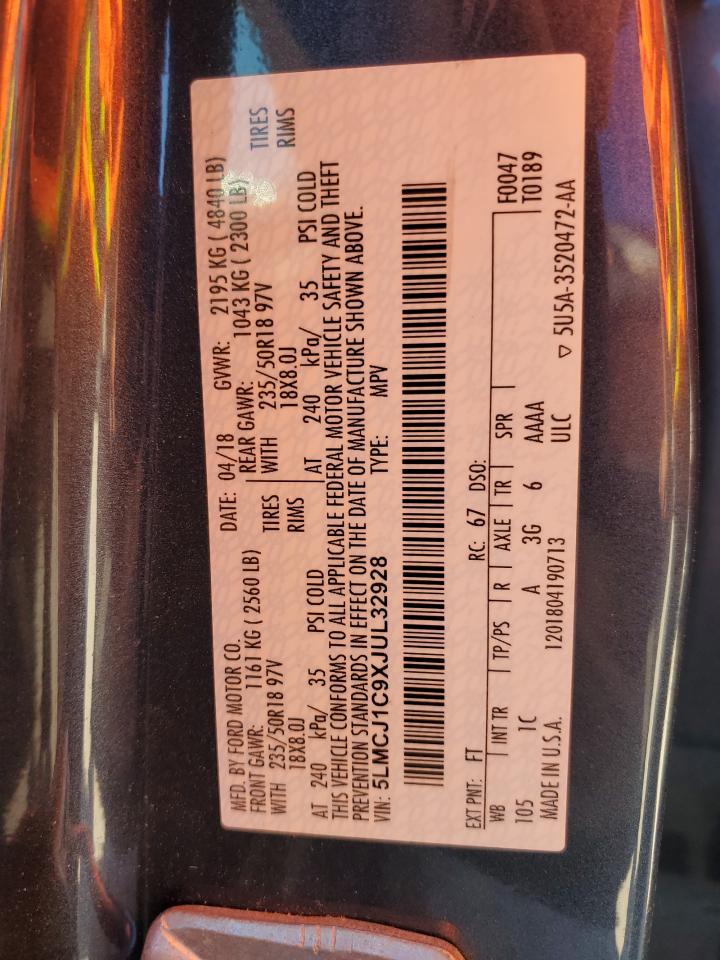 MFD. BY FORD MOTOR CO.
DATE: 04/18 GVWR: 2195 KG ( 4840 LB)
FRONT GAWR: 1161 KG ( 2560 LB) REAR GAWR: 1043 KG ( 2300 LB)
WITH 235/50R18 97V TIRES WITH 235/50R18 97V TIRES
18X8.0J RIMS 18X8.0J RIMS
AT 240 kPa/ 35 PSI COLD AT 240 kPa/ 35 PSI COLD
THIS VEHICLE CONFORMS TO ALL APPLICABLE FEDERAL MOTOR VEHICLE SAFETY AND THEFT
PREVENTION STANDARDS IN EFFECT ON THE DATE OF MANUFACTURE SHOWN ABOVE.
VIN: 5LMCJ1C9XJUL32928 TYPE: MPV
EXT PNT: FT RC: 67 DSO:
WB INT TR TP/PS R AXLE TR SPR F0047
105 1C A 3G 6 AAAA T0189
MADE IN U.S.A. 1201804190713 ULC
▽ 5U5A-3520472-AA